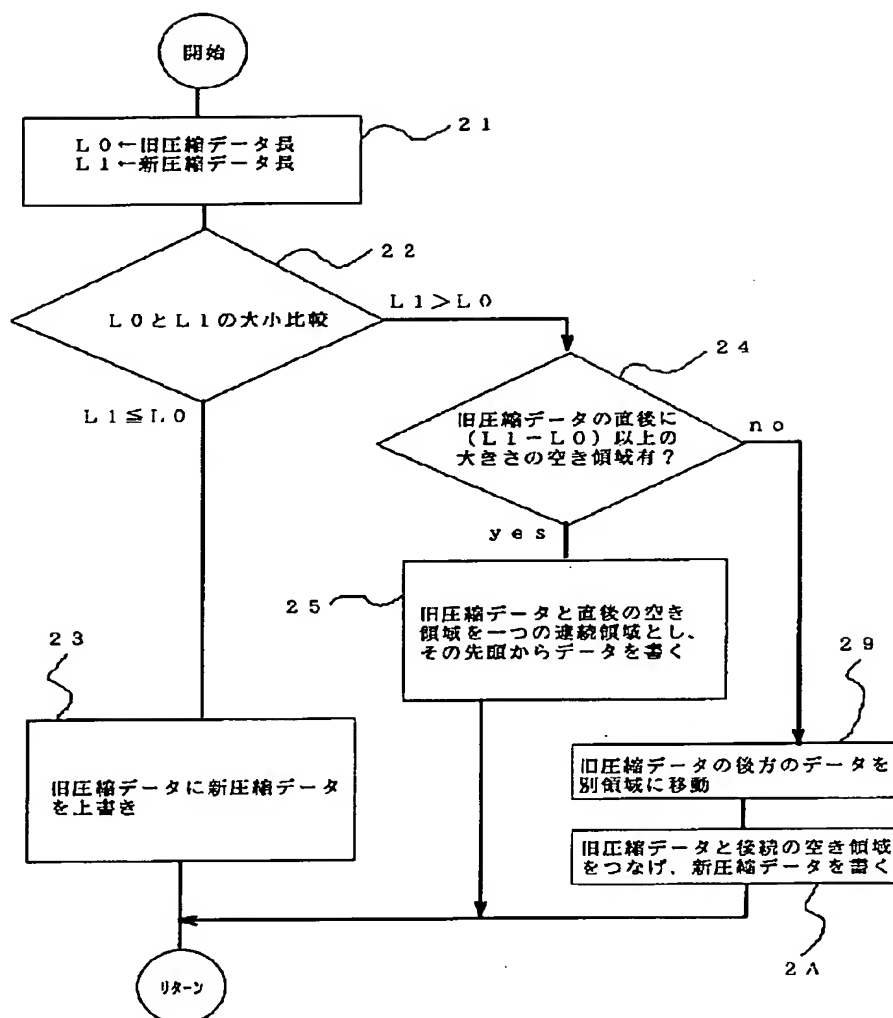 開始
21
L0←旧圧縮データ長
L1←新圧縮データ長
22
L0とL1の大小比較
L1>L0
L1≦L0
24
旧圧縮データの直後に
(L1-L0)以上の
大きさの空き領域有?
no
yes
25
旧圧縮データと直後の空き
領域を一つの連続領域とし、
その先頭からデータを書く
23
旧圧縮データに新圧縮データ
を上書き
29
旧圧縮データの後方のデータを
別領域に移動
旧圧縮データと後続の空き領域
をつなげ、新圧縮データを書く
2A
リターン